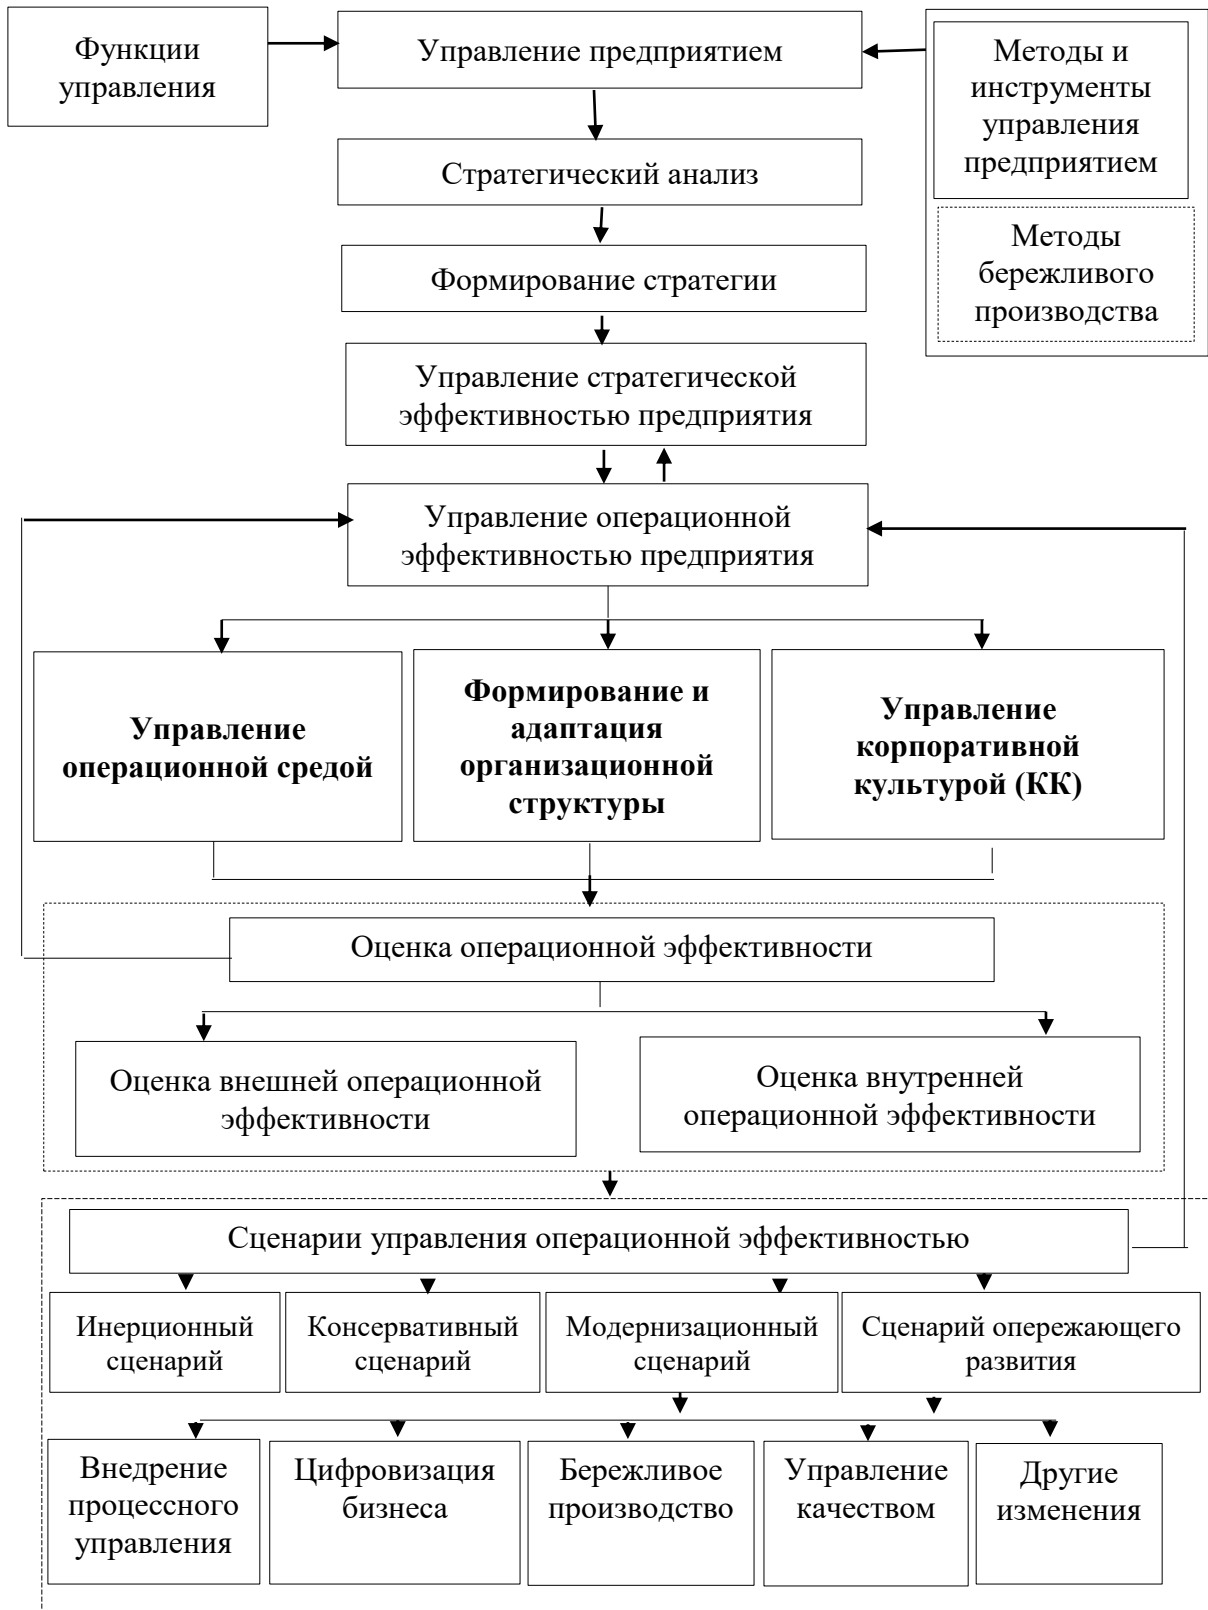 Функции
управления
Управление предприятием
Методы и
инструменты
управления
предприятием
Методы
бережливого
производства
Стратегический анализ
Формирование стратегии
Управление стратегической
эффективностью предприятия
Управление операционной
эффективностью предприятия
Управление
операционной средой
Формирование и
адаптация
организационной
структуры
Управление
корпоративной
культурой (КК)
Оценка операционной эффективности
Оценка внешней операционной
эффективности
Оценка внутренней
операционной эффективности
Сценарии управления операционной эффективностью
Инерционный
сценарий
Консервативный
сценарий
Модернизационный
сценарий
Сценарий опережающего
развития
Внедрение
процессного
управления
Цифровизация
бизнеса
Бережливое
производство
Управление
качеством
Другие
изменения